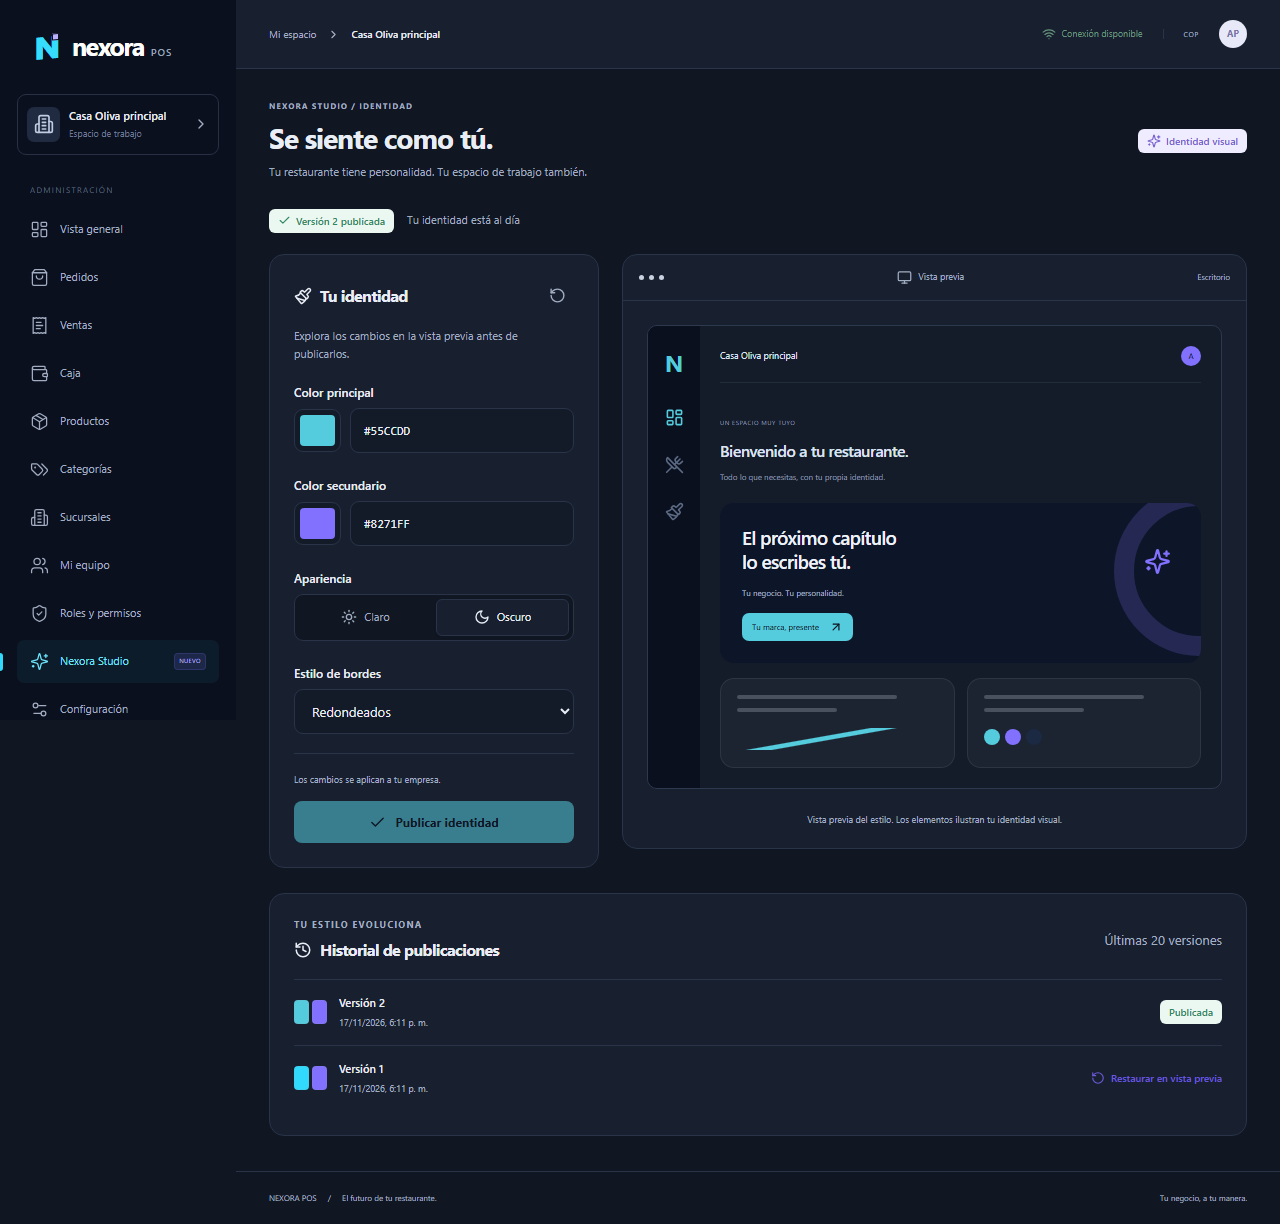 nexora POS
Casa Oliva principal
Espacio de trabajo
ADMINISTRACIÓN
Vista general
Pedidos
Ventas
Caja
Productos
Categorías
Sucursales
Mi equipo
Roles y permisos
Nexora Studio NUEVO
Configuración
Mi espacio > Casa Oliva principal
Conexión disponible
COP
AP
NEXORA STUDIO / IDENTIDAD
Se siente como tú.
Tu restaurante tiene personalidad. Tu espacio de trabajo también.
Identidad visual
Versión 2 publicada
Tu identidad está al día
Tu identidad
Explora los cambios en la vista previa antes de
publicarlos.
Color principal
#55CCDD
Color secundario
#8271FF
Apariencia
Claro
Oscuro
Estilo de bordes
Redondeados
Los cambios se aplican a tu empresa.
Publicar identidad
Vista previa
Escritorio
N
Casa Oliva principal
A
UN ESPACIO MUY TUYO
Bienvenido a tu restaurante.
Todo lo que necesitas, con tu propia identidad.
El próximo capítulo
lo escribes tú.
Tu negocio. Tu personalidad.
Tu marca, presente
Vista previa del estilo. Los elementos ilustran tu identidad visual.
TU ESTILO EVOLUCIONA
Historial de publicaciones
Últimas 20 versiones
Versión 2
17/11/2026, 6:11 p. m.
Publicada
Versión 1
17/11/2026, 6:11 p. m.
Restaurar en vista previa
NEXORA POS / El futuro de tu restaurante.
Tu negocio, a tu manera.